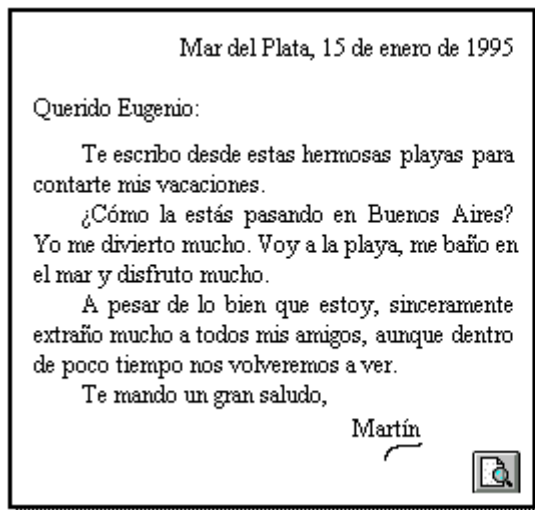 Mar del Plata, 15 de enero de 1995
Querido Eugenio:
Te escribo desde estas hermosas playas para
contarte mis vacaciones.
¿Cómo la estás pasando en Buenos Aires?
Yo me divierto mucho. Voy a la playa, me baño en
el mar y disfruto mucho.
A pesar de lo bien que estoy, sinceramente
extraño mucho a todos mis amigos, aunque dentro
de poco tiempo nos volveremos a ver.
Te mando un gran saludo,
Martín